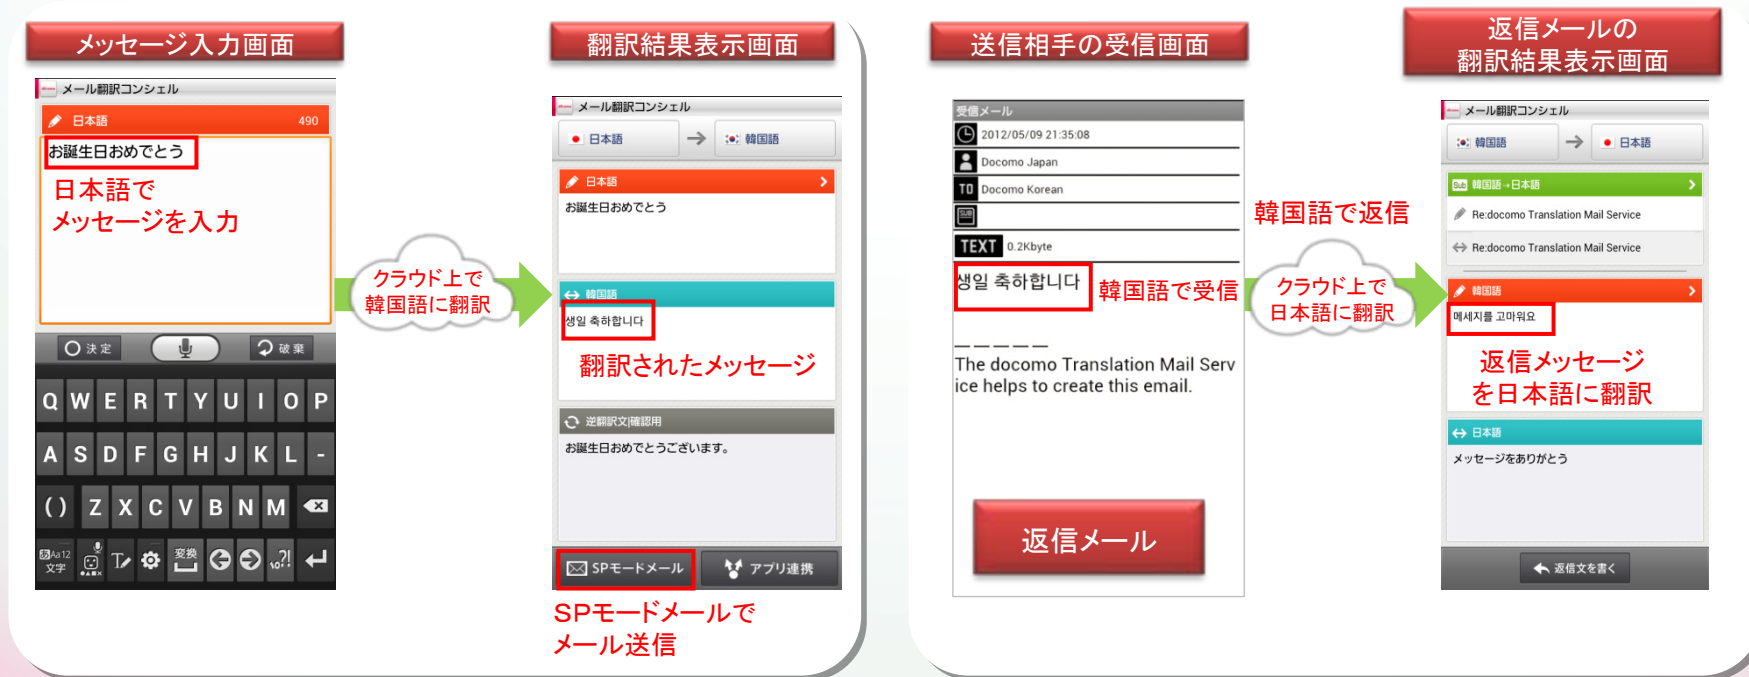 メッセージ入力画面
メール翻訳コンシェル
日本語 490
お誕生日おめでとう
日本語で
メッセージを入力
決定
破棄
Q W E R T Y U I O P
A S D F G H J K L -
( ) Z X C V B N M
あAa12
文字
変換
.,?!
クラウド上で
韓国語に翻訳
翻訳結果表示画面
メール翻訳コンシェル
日本語 → 韓国語
日本語
お誕生日おめでとう
韓国語
생일 축하합니다
翻訳されたメッセージ
逆翻訳文|確認用
お誕生日おめでとうございます。
SPモードメール
アプリ連携
SPモードメールで
メール送信
送信相手の受信画面
受信メール
2012/05/09 21:35:08
Docomo Japan
TO Docomo Korean
SUB
TEXT 0.2Kbyte
생일 축하합니다
韓国語で受信
_ _ _ _ _
The docomo Translation Mail Serv
ice helps to create this email.
返信メール
韓国語で返信
クラウド上で
日本語に翻訳
返信メールの
翻訳結果表示画面
メール翻訳コンシェル
韓国語 → 日本語
Sub 韓国語→日本語
Re:docomo Translation Mail Service
Re:docomo Translation Mail Service
韓国語
메세지를 고마워요
返信メッセージ
を日本語に翻訳
日本語
メッセージをありがとう
返信文を書く